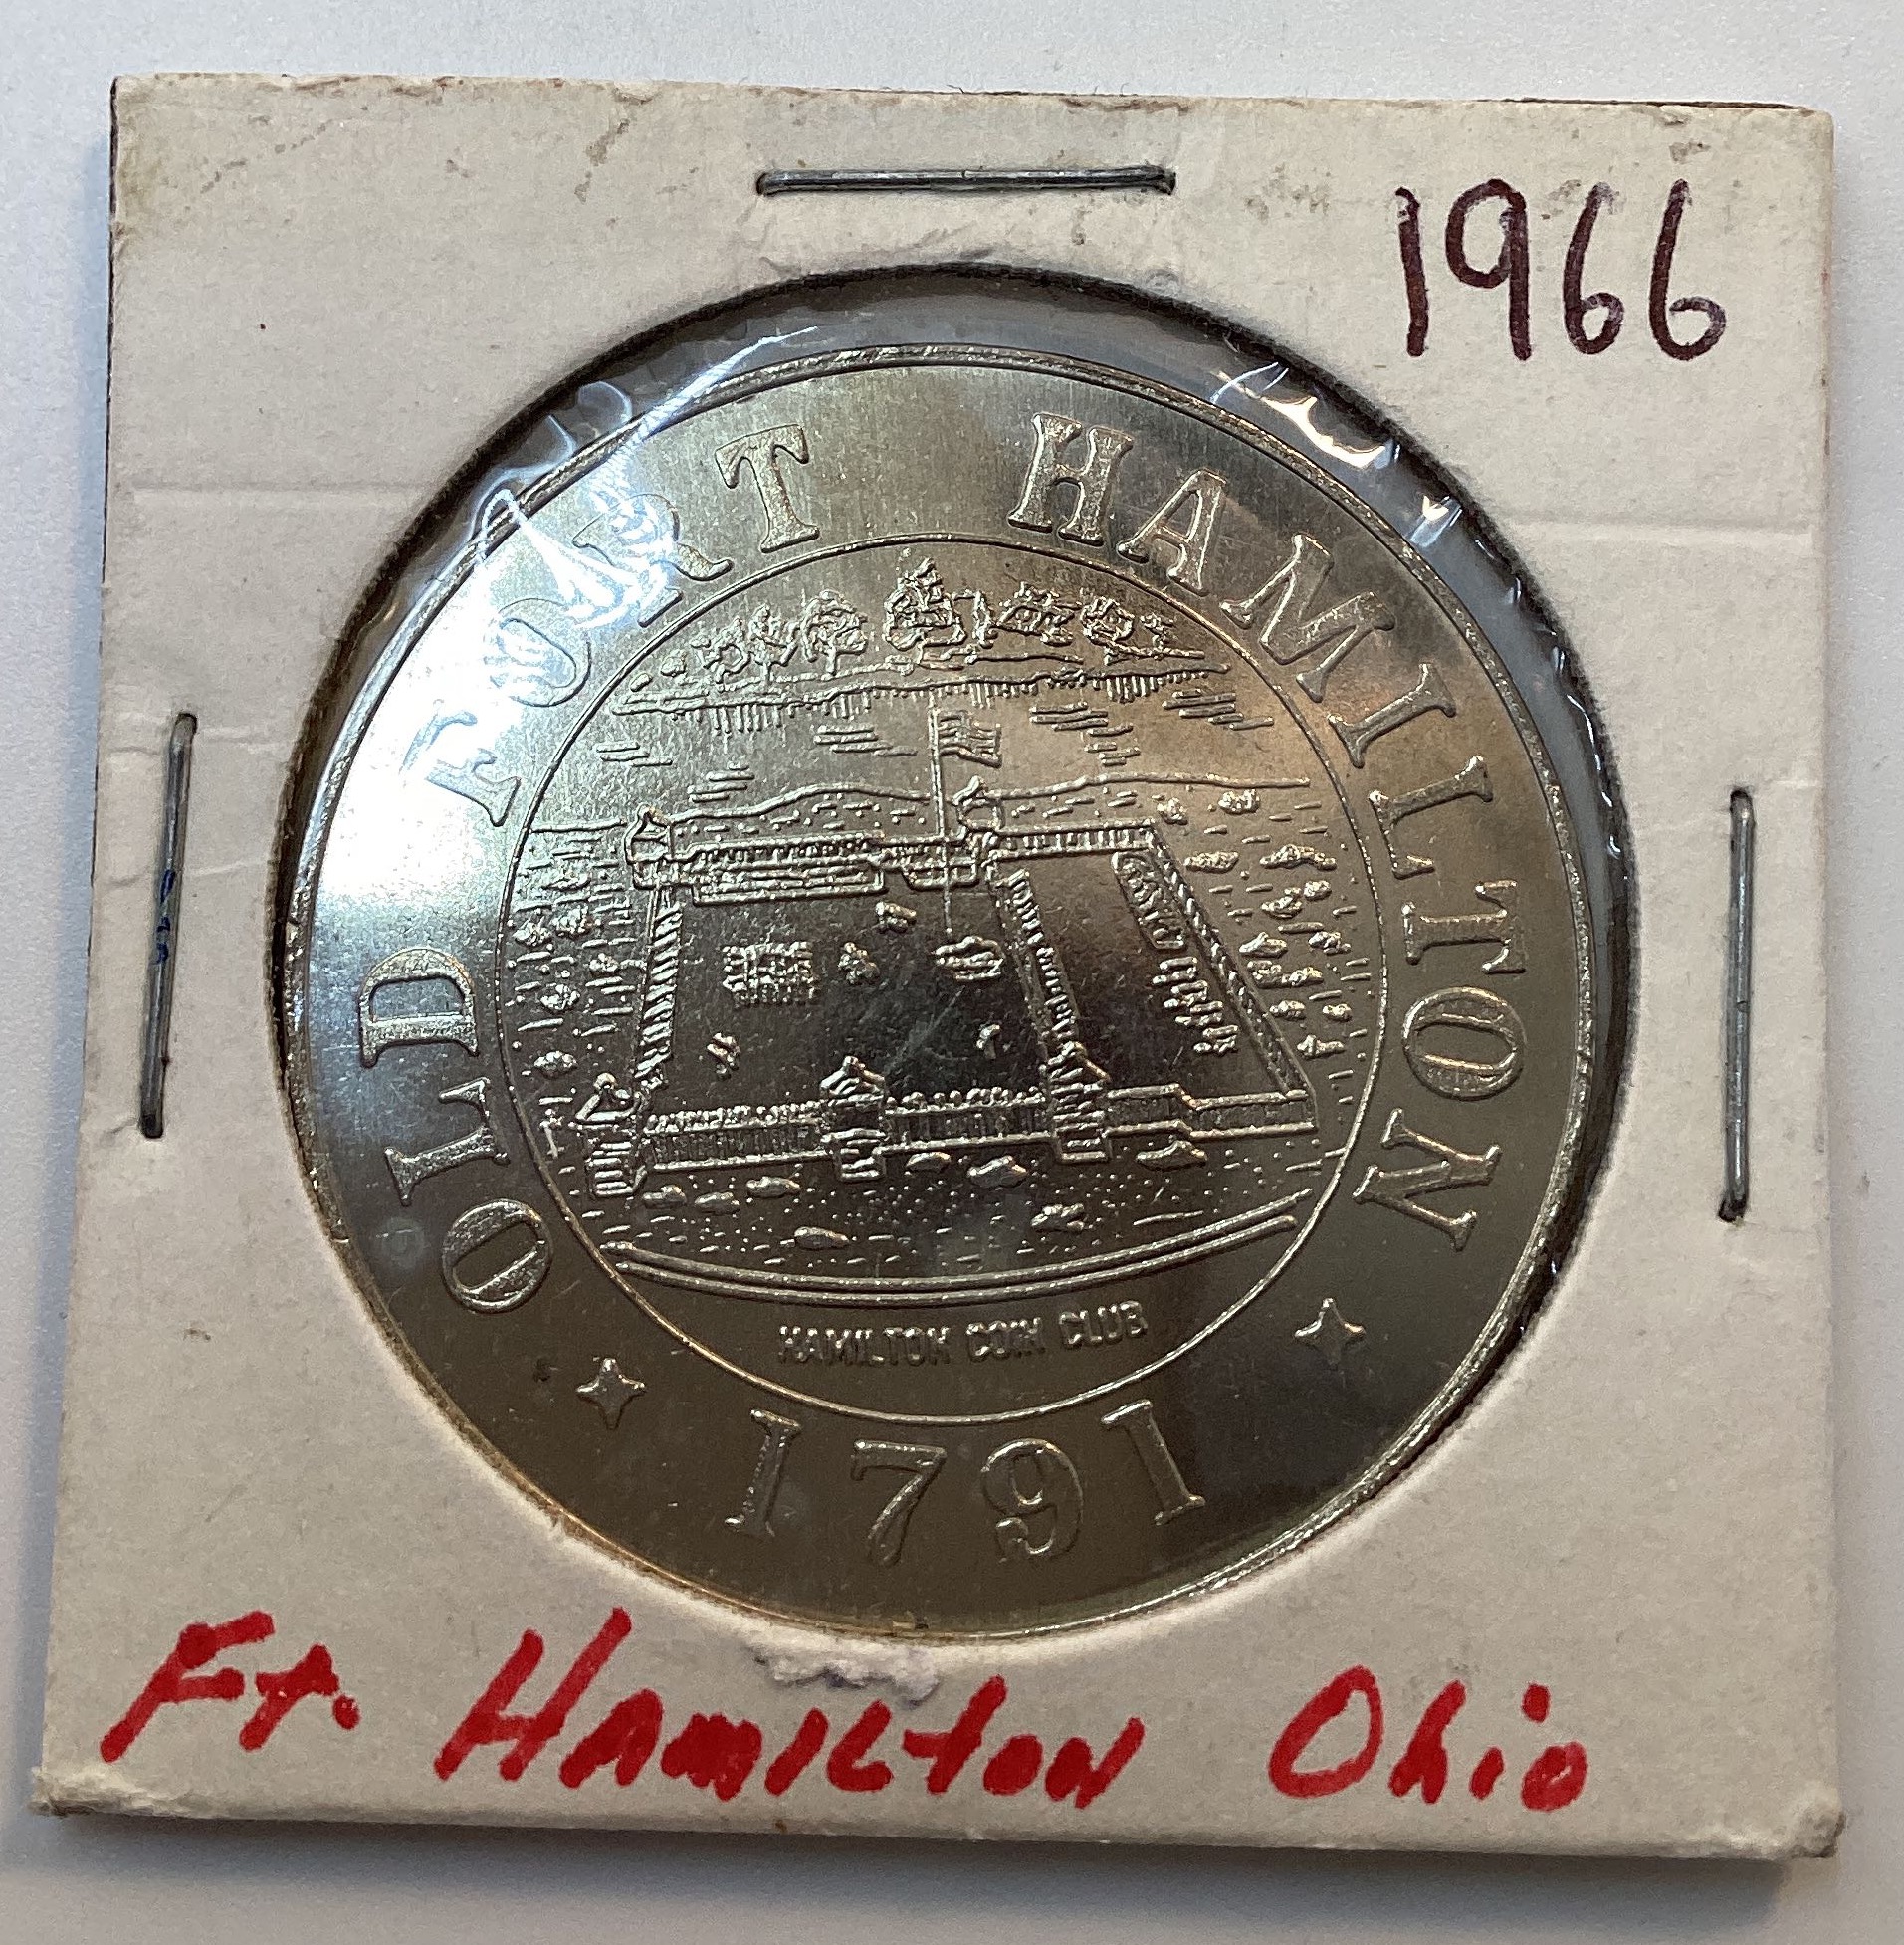 1966
OLD FORT HAMILTON
HAMILTON COIN CLUB
1791
Ft. Hamilton Ohio